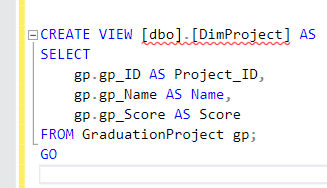 CREATE VIEW [dbo].[DimProject] AS
SELECT
gp.gp_ID AS Project_ID,
gp.gp_Name AS Name,
gp.gp_Score AS Score
FROM GraduationProject gp;
GO